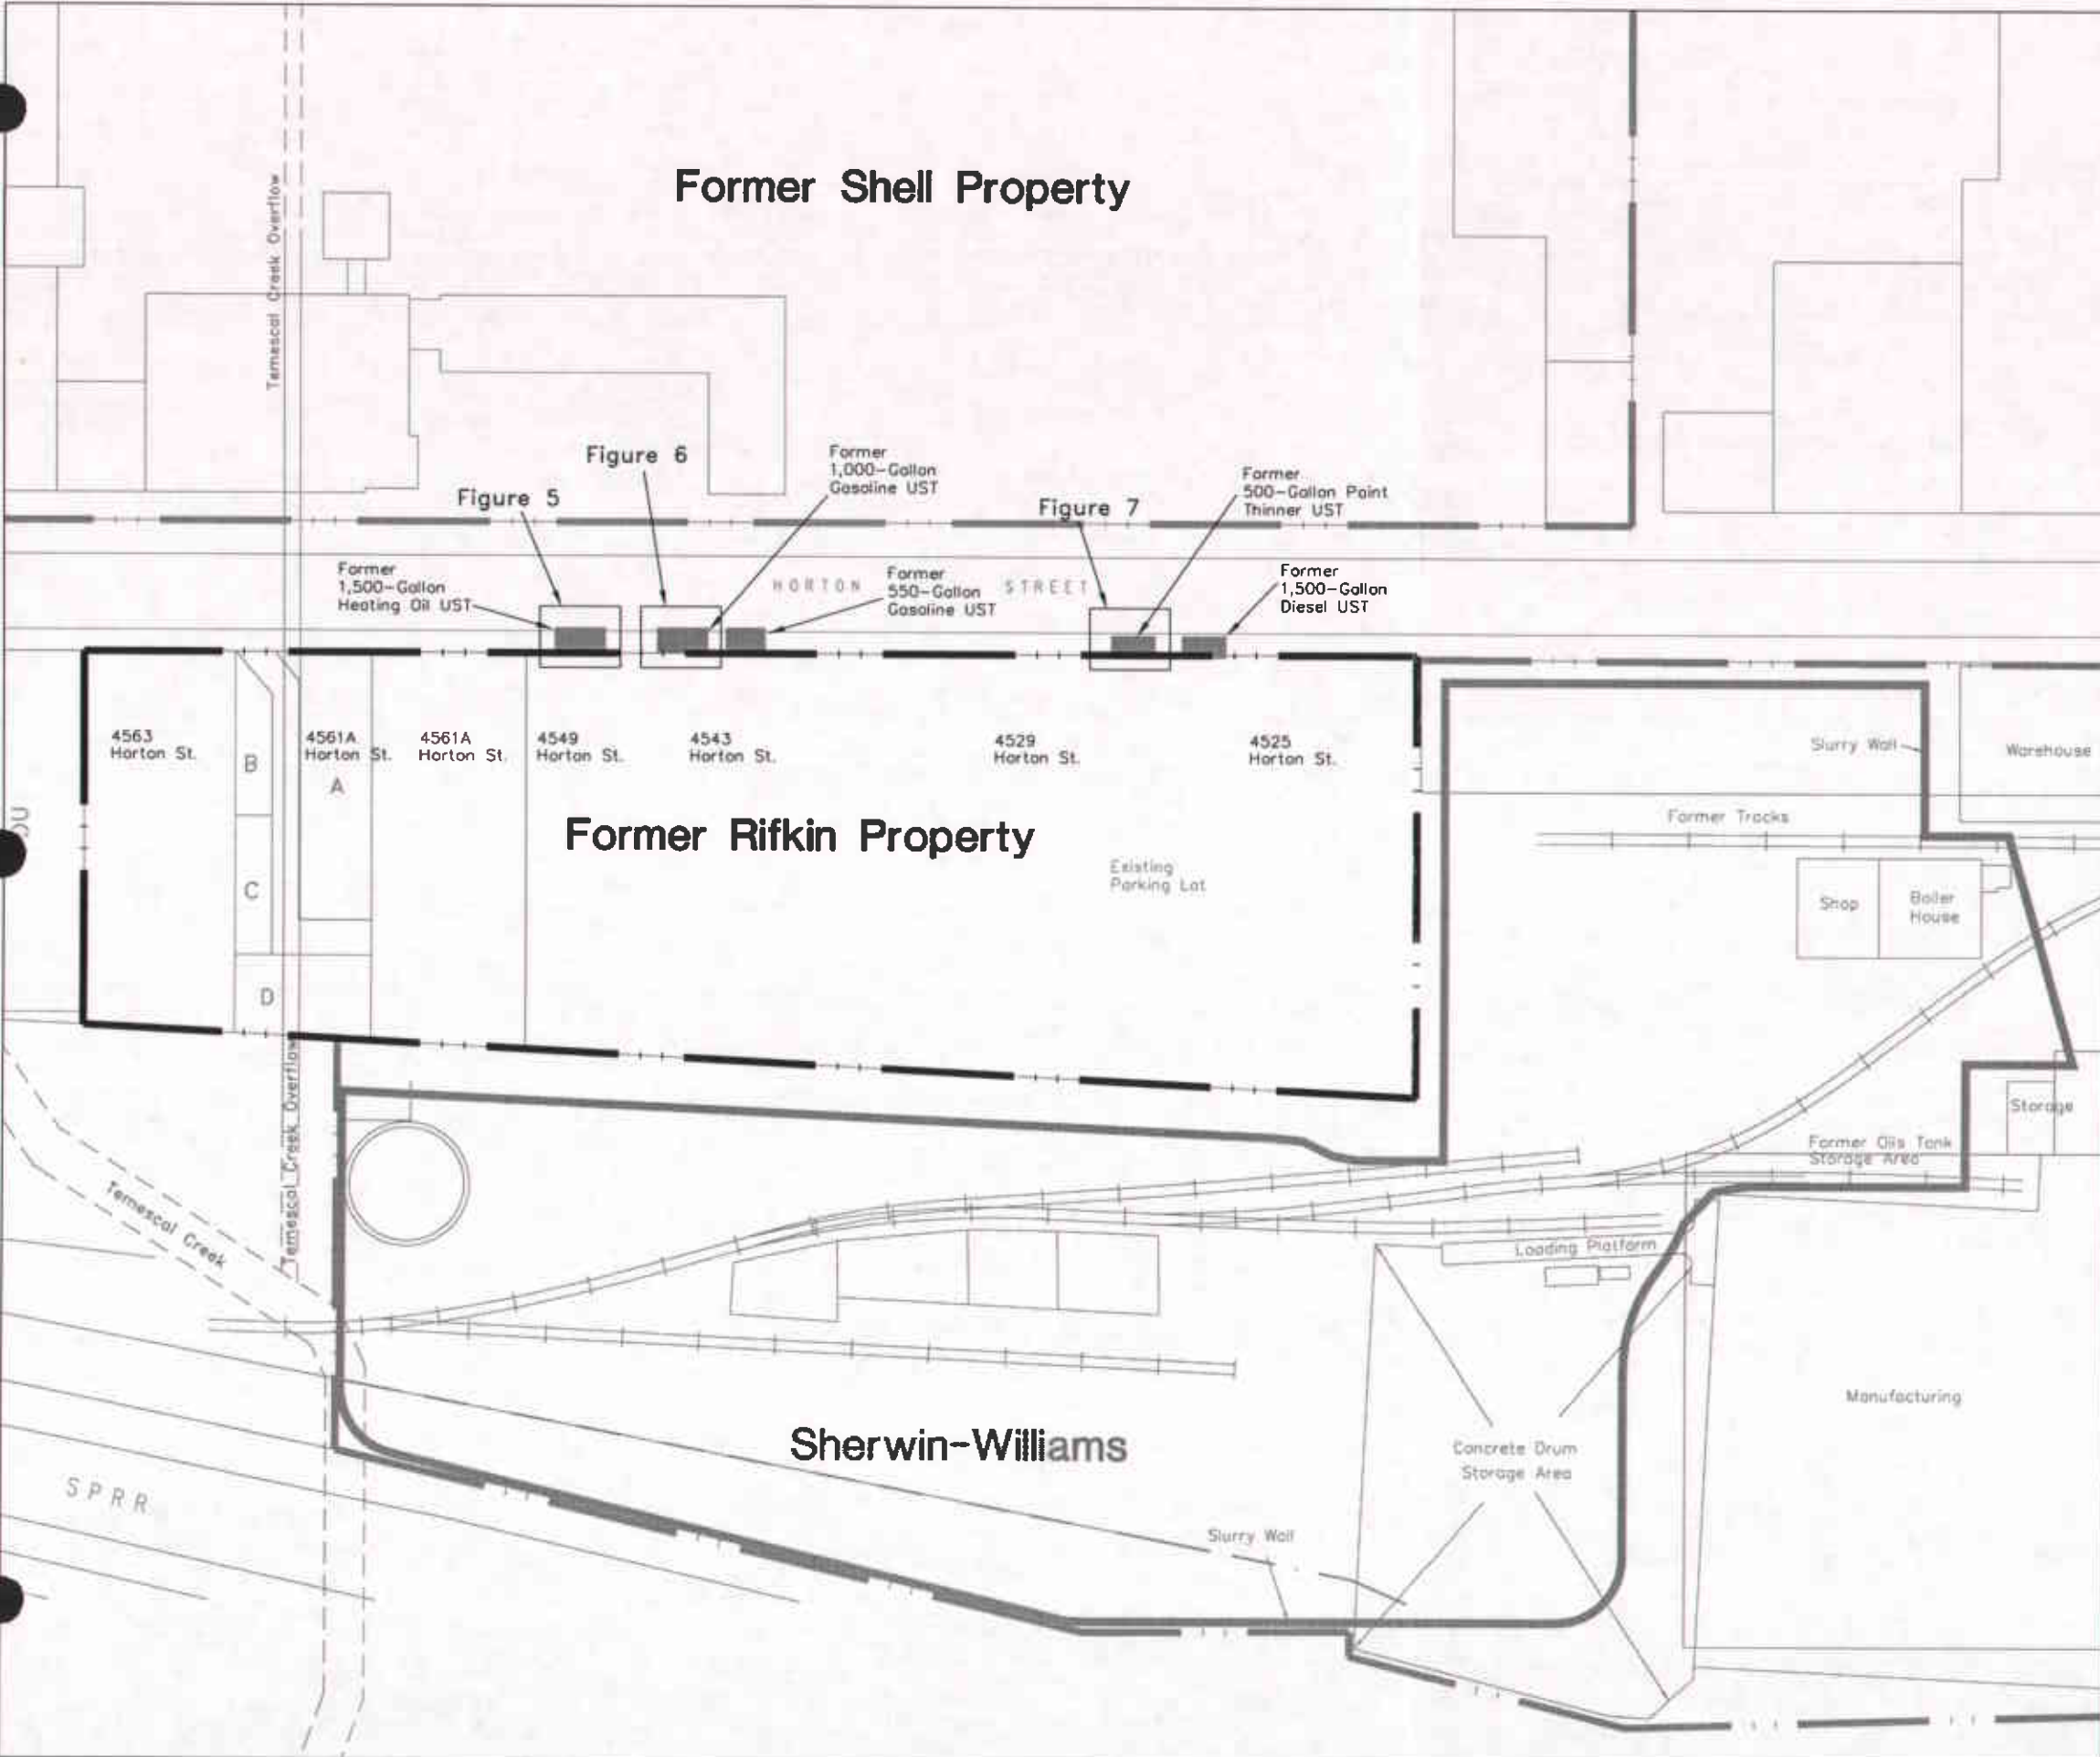 Former Shell Property
Temescal Creek Overflow
Figure 6
Former
1,000-Gallon
Gasoline UST
Figure 5
Former
500-Gallon Paint
Thinner UST
Figure 7
Former
1,500-Gallon
Heating Oil UST
HORTON STREET
Former
550-Gallon
Gasoline UST
Former
1,500-Gallon
Diesel UST
4563
Horton St.
B
4561A
Horton St.
A
4561A
Horton St.
4549
Horton St.
4543
Horton St.
4529
Horton St.
4525
Horton St.
Slurry Wall
Warehouse
Former Tracks
Former Rifkin Property
Existing
Parking Lot
C
Shop
Boiler
House
D
Temescal Creek Overflow
Storage
Former Oils Tank
Storage Area
Temescal Creek
Loading Platform
Manufacturing
Sherwin-Williams
Concrete Drum
Storage Area
SPRR
Slurry Wall